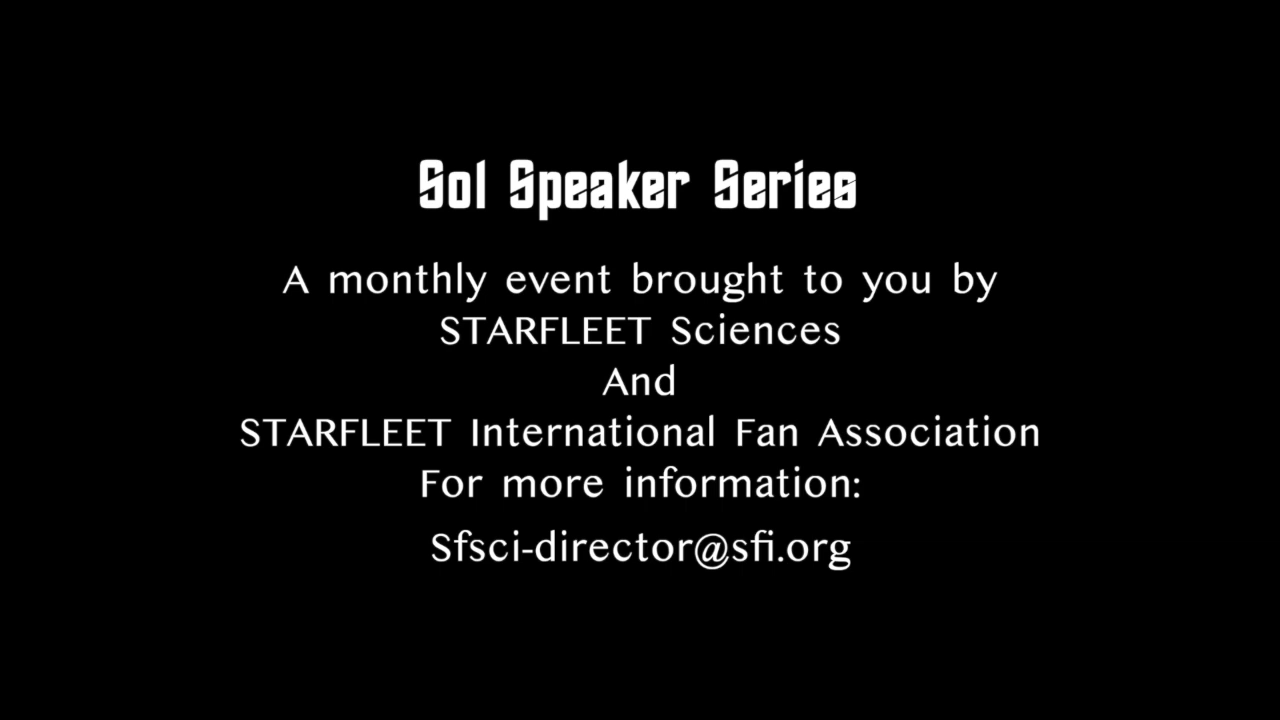 Sol Speaker Series
A monthly event brought to you by
STARFLEET Sciences
And
STARFLEET International Fan Association
For more information:
Sfsci-director@sfi.org